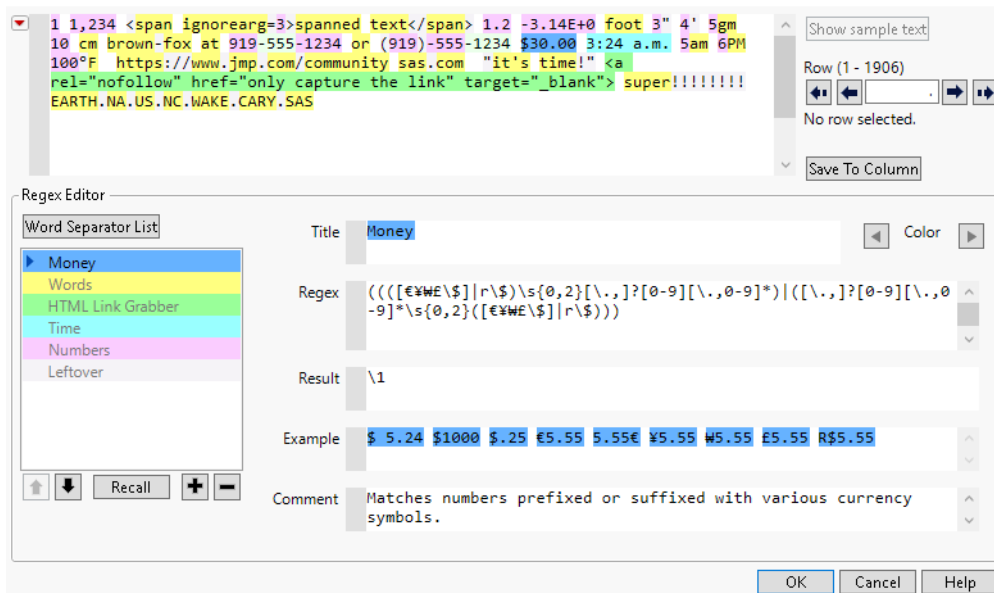 1 1,234 <span ignorearg=3>spanned text</span> 1.2 -3.14E+0 foot 3" 4' 5gm
10 cm brown-fox at 919-555-1234 or (919)-555-1234 $30.00 3:24 a.m. 5am 6PM
100°F  https://www.jmp.com/community sas.com  "it's time!" <a
rel="nofollow" href="only capture the link" target="_blank"> super!!!!!!!!
EARTH.NA.US.NC.WAKE.CARY.SAS
Show sample text
Row (1 - 1906)
.
No row selected.
Save To Column
Regex Editor
Word Separator List
Money
Words
HTML Link Grabber
Time
Numbers
Leftover
Recall
Title
Money
Color
Regex
((([€¥₩£\$]|r\$)\s{0,2}[\.,]?[0-9][\.,0-9]*)|([\.,]?[0-9][\.,0
-9]*\s{0,2}([€¥₩£\$]|r\$)))
Result
\1
Example
$ 5.24 $1000 $.25 €5.55 5.55€ ¥5.55 ₩5.55 £5.55 R$5.55
Comment
Matches numbers prefixed or suffixed with various currency
symbols.
OK
Cancel
Help